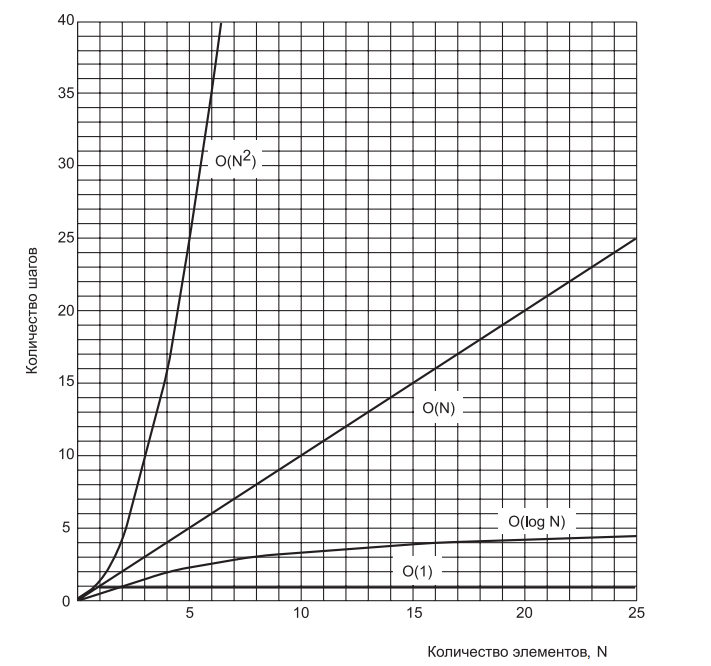 40
35
30
25
20
15
10
5
0
Количество шагов
O(N²)
O(N)
O(log N)
O(1)
5 10 15 20 25
Количество элементов, N